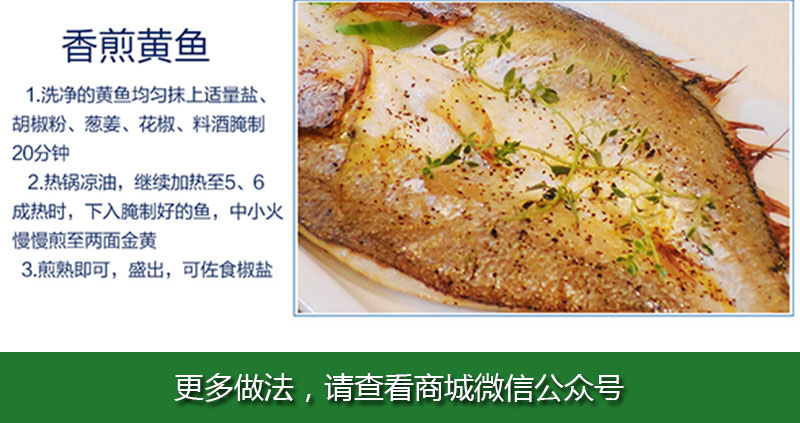 香煎黄鱼
1.洗净的黄鱼均匀抹上适量盐、
胡椒粉、葱姜、花椒、料酒腌制
20分钟
2.热锅凉油，继续加热至5、6
成热时，下入腌制好的鱼，中小火
慢慢煎至两面金黄
3.煎熟即可，盛出，可佐食椒盐
更多做法，请查看商城微信公众号